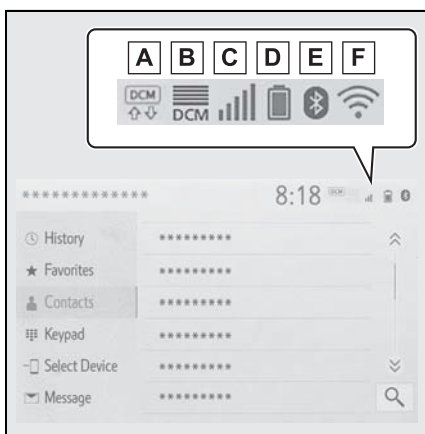 A B C D E F
DCM DCM
************* 8:18 DCM
History *********
Favorites *********
Contacts *********
Keypad *********
Select Device *********
Message *********